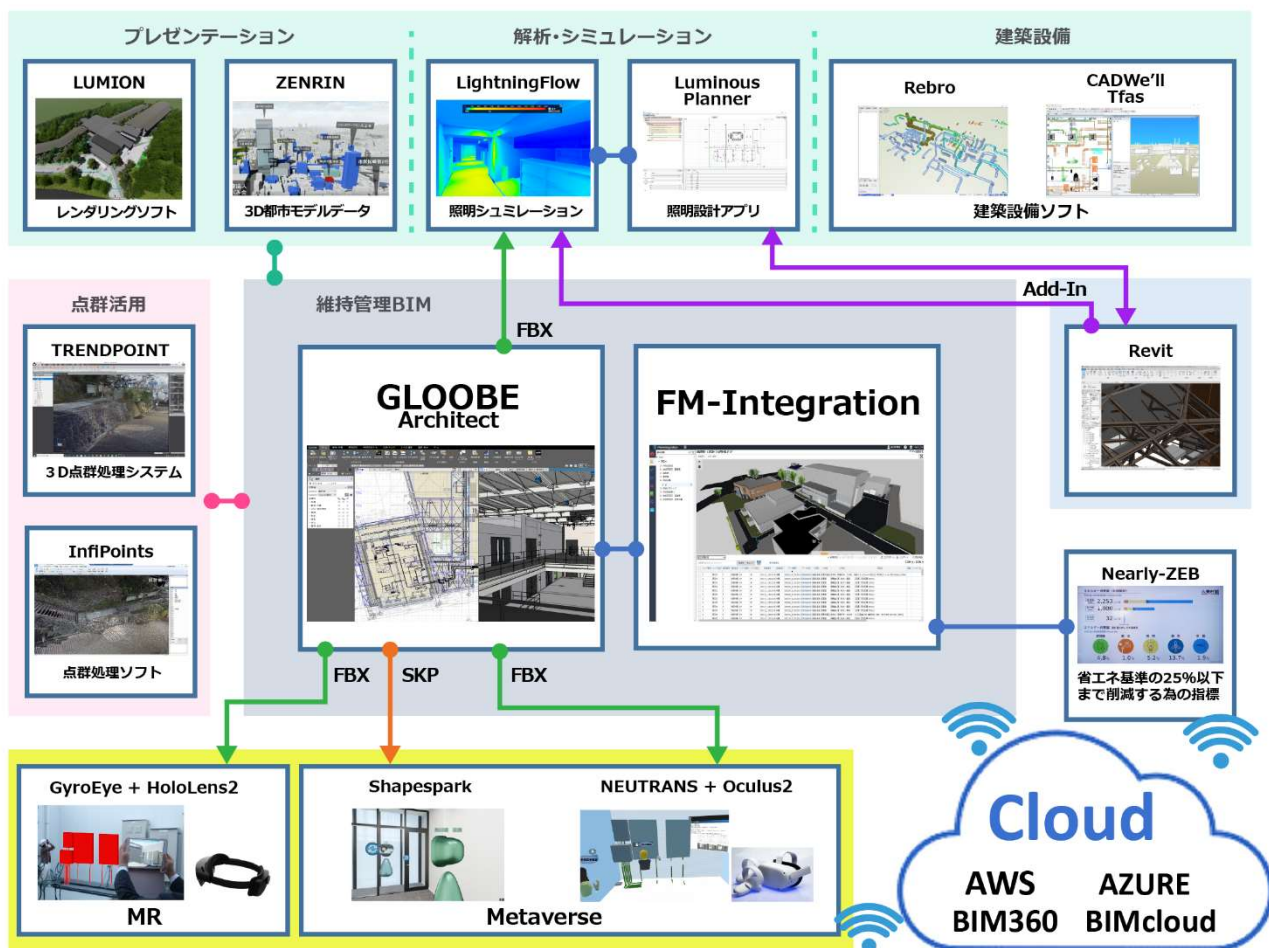 プレゼンテーション
解析・シミュレーション
建築設備
LUMION
レンダリングソフト
ZENRIN
3D都市モデルデータ
LightningFlow
照明シュミレーション
Luminous
Planner
照明設計アプリ
Rebro
CADWe'll
Tfas
建築設備ソフト
点群活用
TRENDPOINT
3D点群処理システム
InfiPoints
点群処理ソフト
維持管理BIM
FBX
GLOOBE
Architect
FM-Integration
Add-In
Revit
Nearly-ZEB
省エネ基準の25%以下
まで削減する為の指標
FBX
SKP
FBX
GyroEye + HoloLens2
MR
Shapespark
NEUTRANS + Oculus2
Metaverse
Cloud
AWS
AZURE
BIM360
BIMcloud